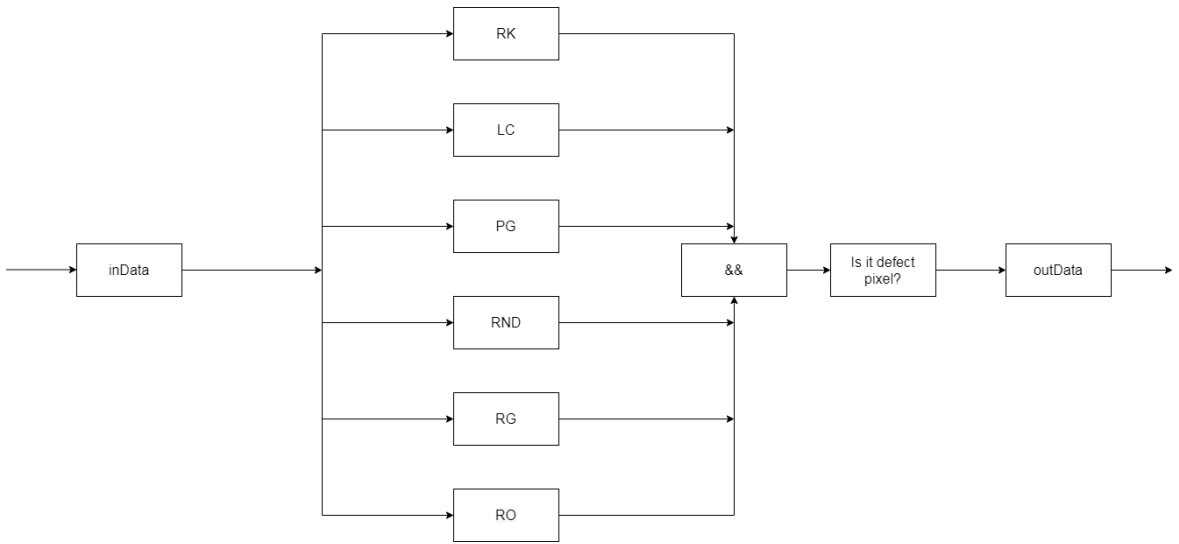 RK
LC
PG
inData
&&
Is it defect
pixel?
outData
RND
RG
RO